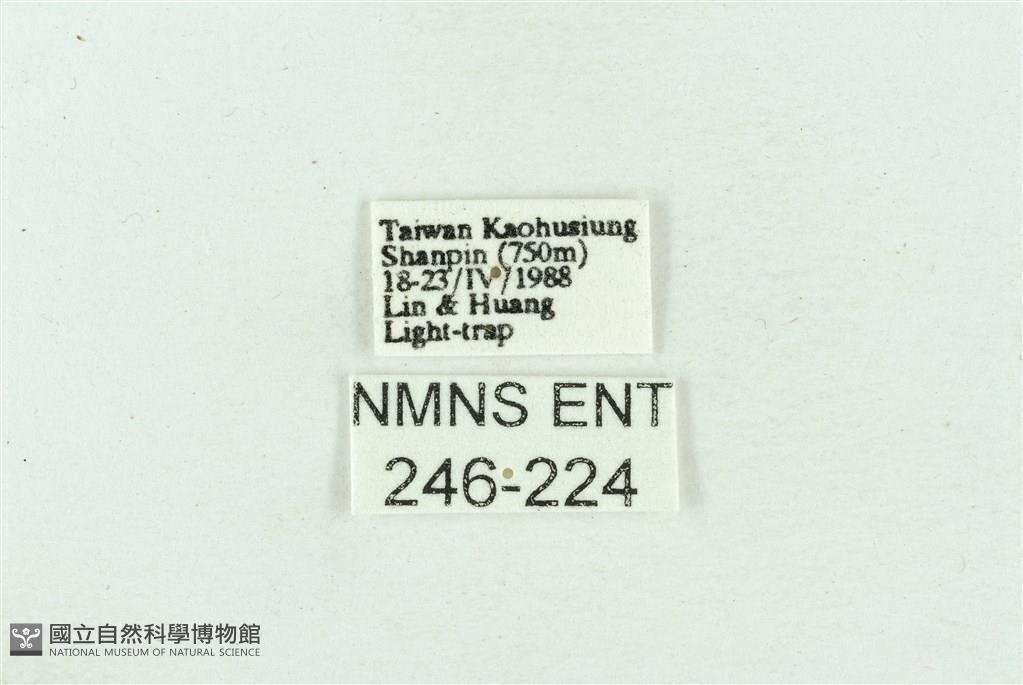 Taiwan Kaohusiung
Shanpin (750m)
18-23/IV/1988
Lin & Huang
Light-trap
NMNS ENT
246-224
國立自然科學博物館
NATIONAL MUSEUM OF NATURAL SCIENCE